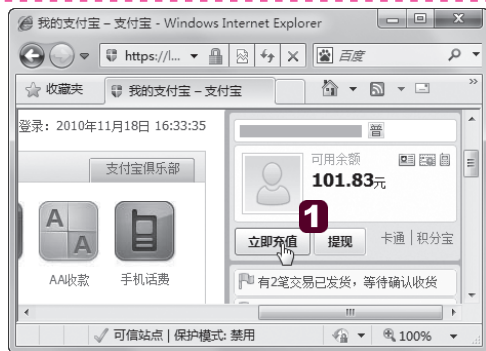 我的支付宝 – 支付宝 - Windows Internet Explorer
https://l...
百度
收藏夹
我的支付宝 – 支付宝
登录：2010年11月18日 16:33:35
普
支付宝俱乐部
可用余额
101.83元
1
立即充值
提现
卡通 | 积分宝
A
A
AA收款
手机话费
有2笔交易已发货，等待确认收货
可信站点 | 保护模式: 禁用
100%